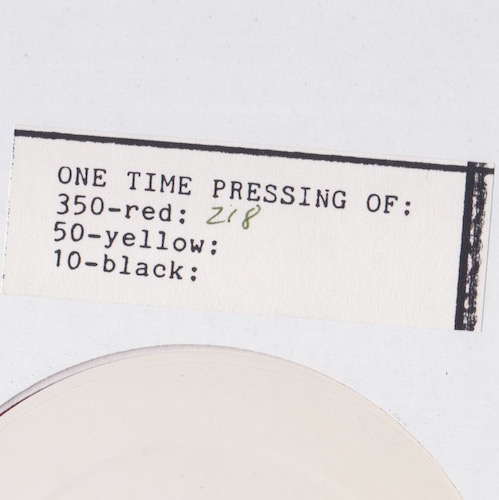 ONE TIME PRESSING OF:
350-red: 218
50-yellow:
10-black: